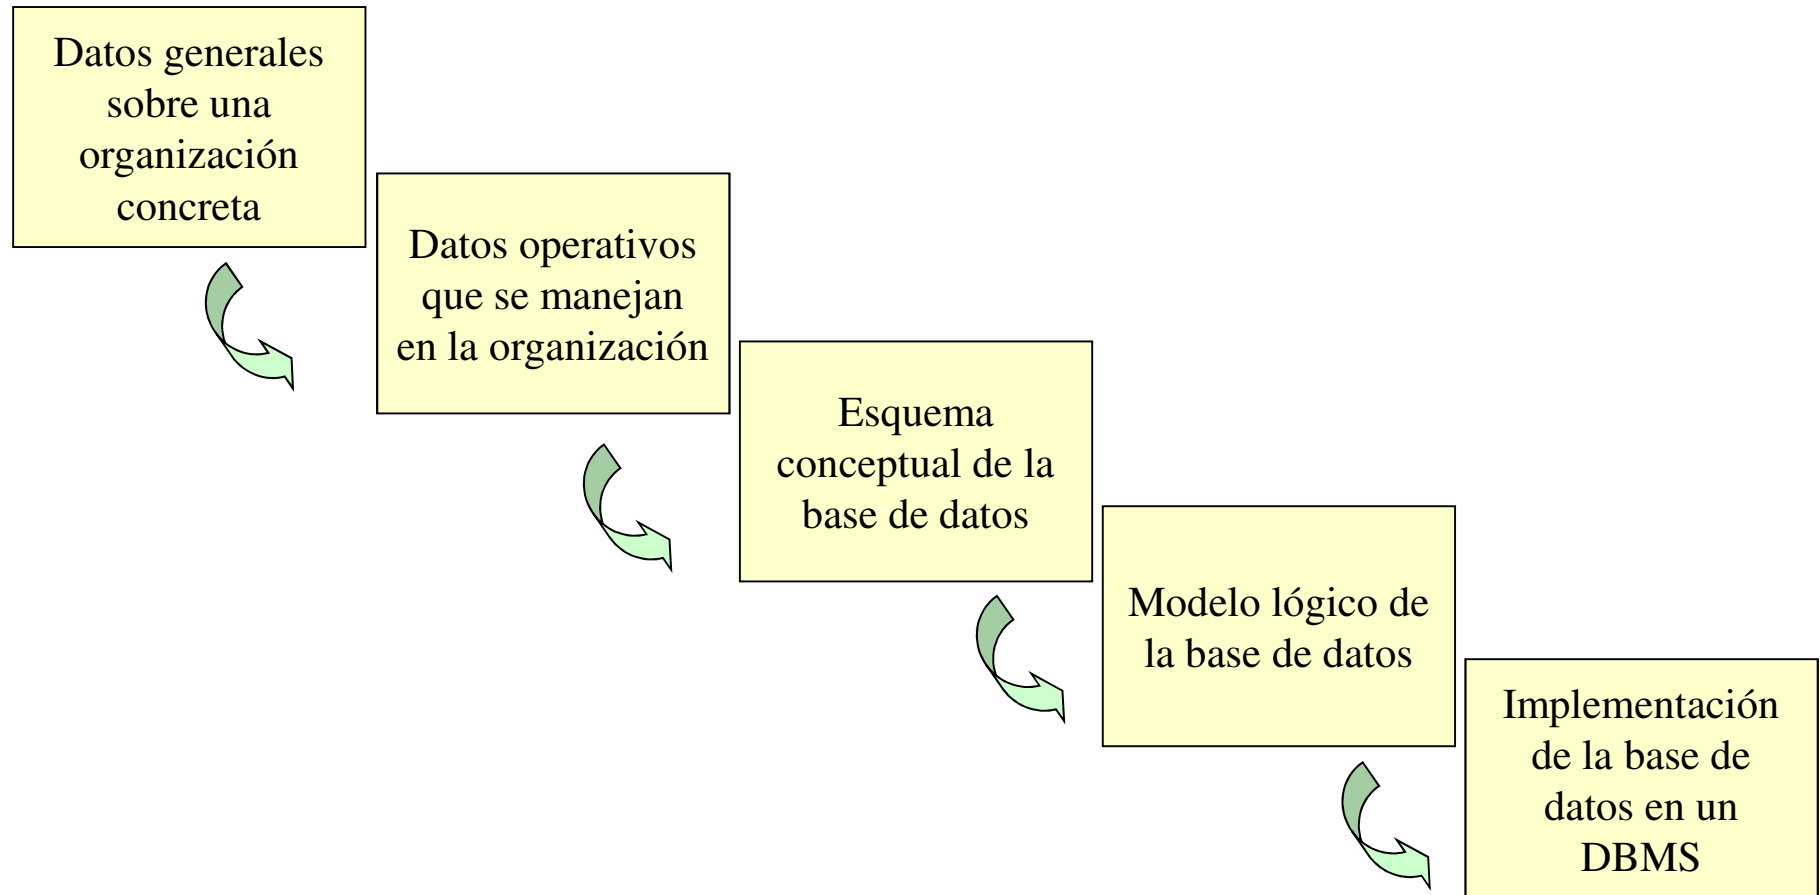 Datos generales
sobre una
organización
concreta
Datos operativos
que se manejan
en la organización
Esquema
conceptual de la
base de datos
Modelo lógico de
la base de datos
Implementación
de la base de
datos en un
DBMS